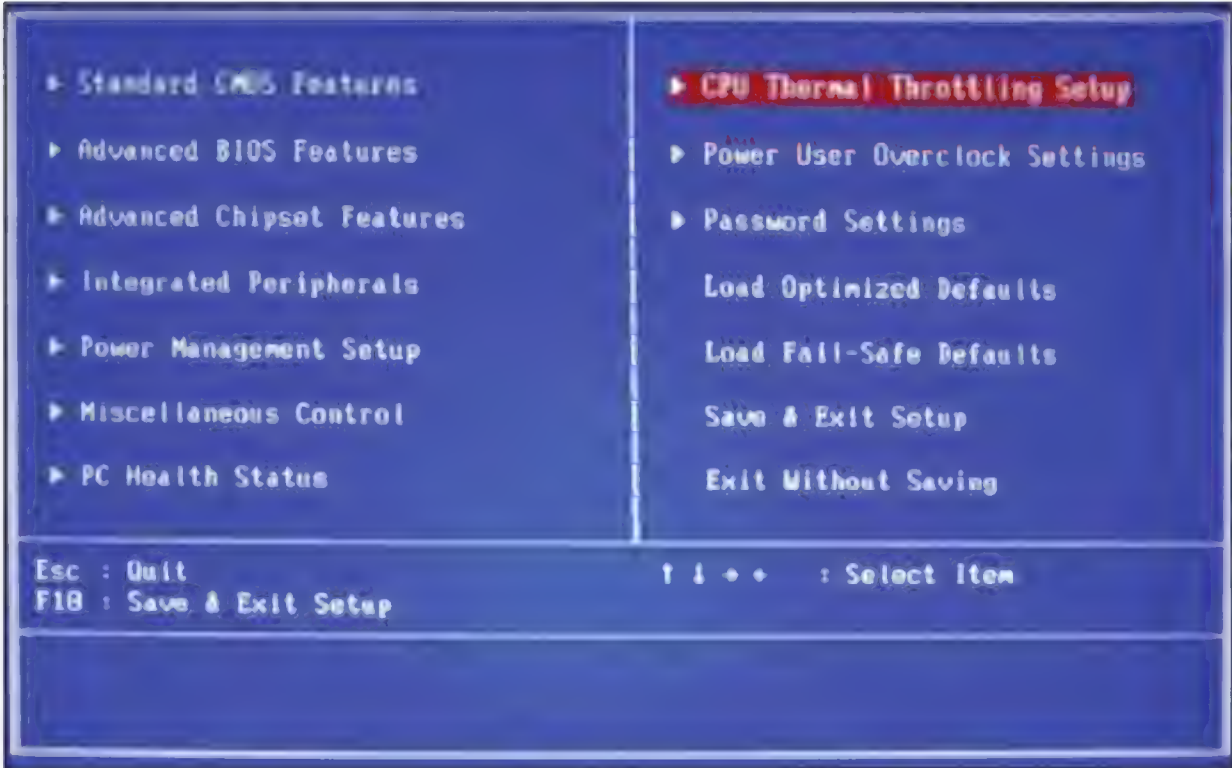 Standard CMOS Features
Advanced BIOS Features
Advanced Chipset Features
Integrated Peripherals
Power Management Setup
Miscellaneous Control
PC Health Status
CPU Thermal Throttling Setup
Power User Overclock Settings
Password Settings
Load Optimized Defaults
Load Fail-Safe Defaults
Save & Exit Setup
Exit Without Saving
Esc : Quit
F10 : Save & Exit Setup
↑ ↓ → ← : Select Item